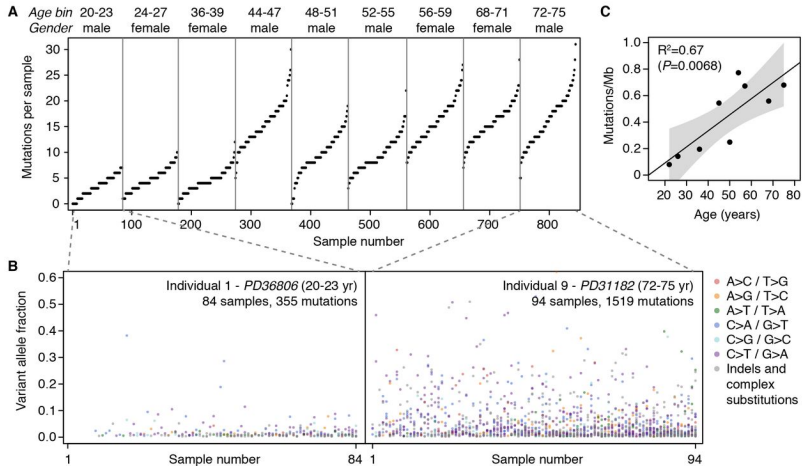 A
Age bin 20-23 24-27 36-39 44-47 48-51 52-55 56-59 68-71 72-75
Gender male female female male male female female female male
Mutations per sample
30
25
20
15
10
5
0
1 100 200 300 400 500 600 700 800
Sample number
C
R²=0.67
(P=0.0068)
Mutations/Mb
1.0
0.8
0.6
0.4
0.2
0
20 30 40 50 60 70 80
Age (years)
B
Variant allele fraction
0.6
0.5
0.4
0.3
0.2
0.1
0.0
Individual 1 - PD36806 (20-23 yr)
84 samples, 355 mutations
Individual 9 - PD31182 (72-75 yr)
94 samples, 1519 mutations
1 Sample number 84
1 Sample number 94
A>C / T>G
A>G / T>C
A>T / T>A
C>A / G>T
C>G / G>C
C>T / G>A
Indels and
complex
substitutions